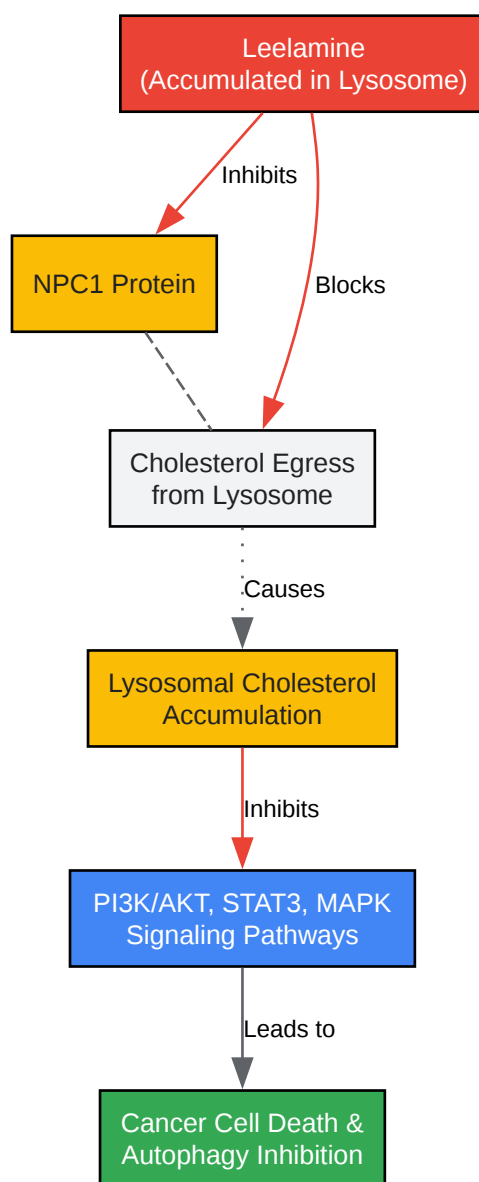 Leelamine
(Accumulated in Lysosome)
Inhibits
NPC1 Protein
Blocks
Cholesterol Egress
from Lysosome
Causes
Lysosomal Cholesterol
Accumulation
Inhibits
PI3K/AKT, STAT3, MAPK
Signaling Pathways
Leads to
Cancer Cell Death &
Autophagy Inhibition